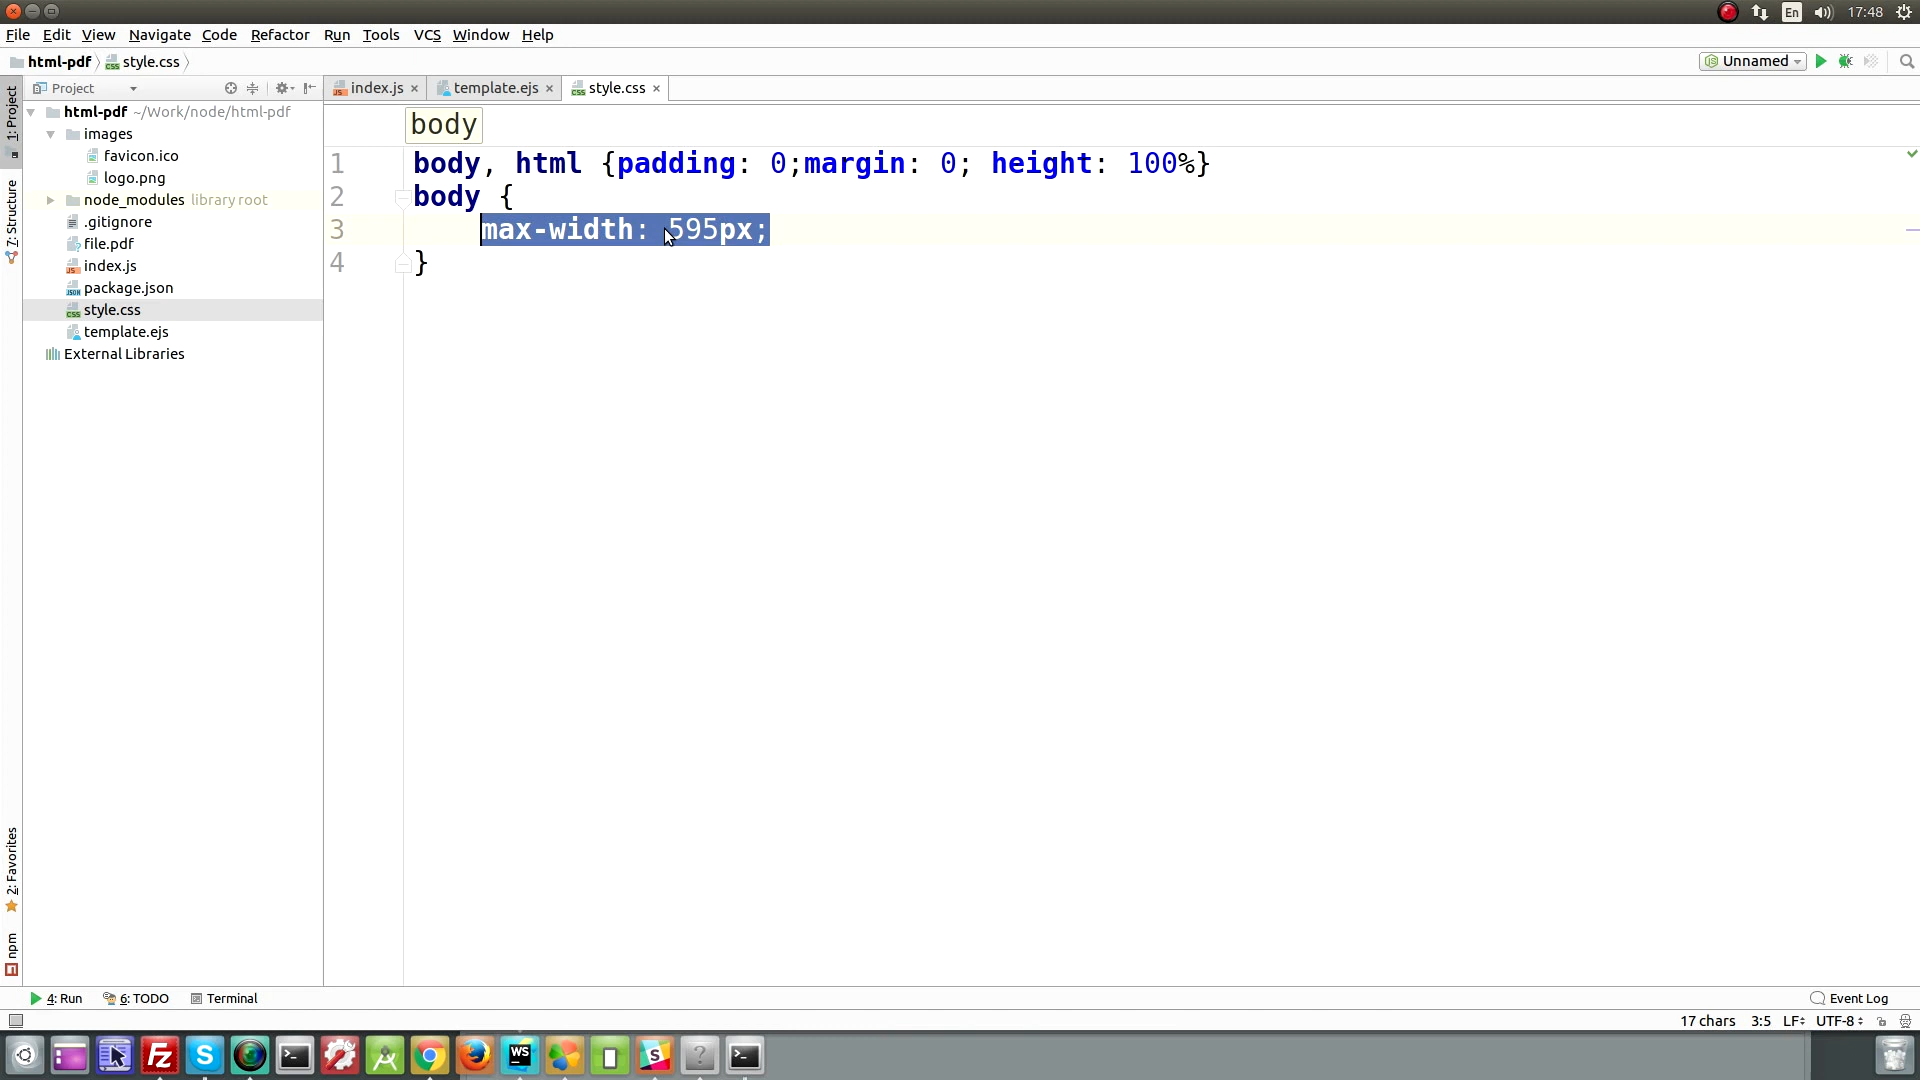 En 17:48
File Edit View Navigate Code Refactor Run Tools VCS Window Help
html-pdf style.css Unnamed
1: Project
7: Structure
2: Favorites
npm
Project
html-pdf ~/Work/node/html-pdf
images
favicon.ico
logo.png
node_modules library root
.gitignore
file.pdf
index.js
package.json
style.css
template.ejs
External Libraries
index.js template.ejs style.css
body
1 body, html {padding: 0;margin: 0; height: 100%}
2 body {
3 max-width: 595px;
4 }
4: Run 6: TODO Terminal Event Log
17 chars 3:5 LF UTF-8